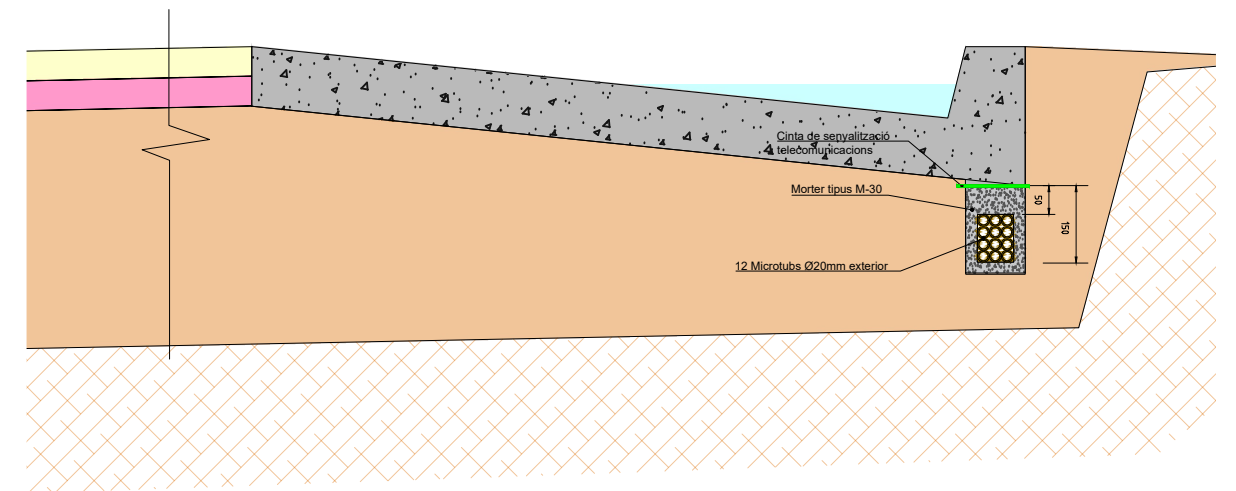 Cinta de senyalització
telecomunicacions
Morter tipus M-30
50
150
12 Microtubs Ø20mm exterior